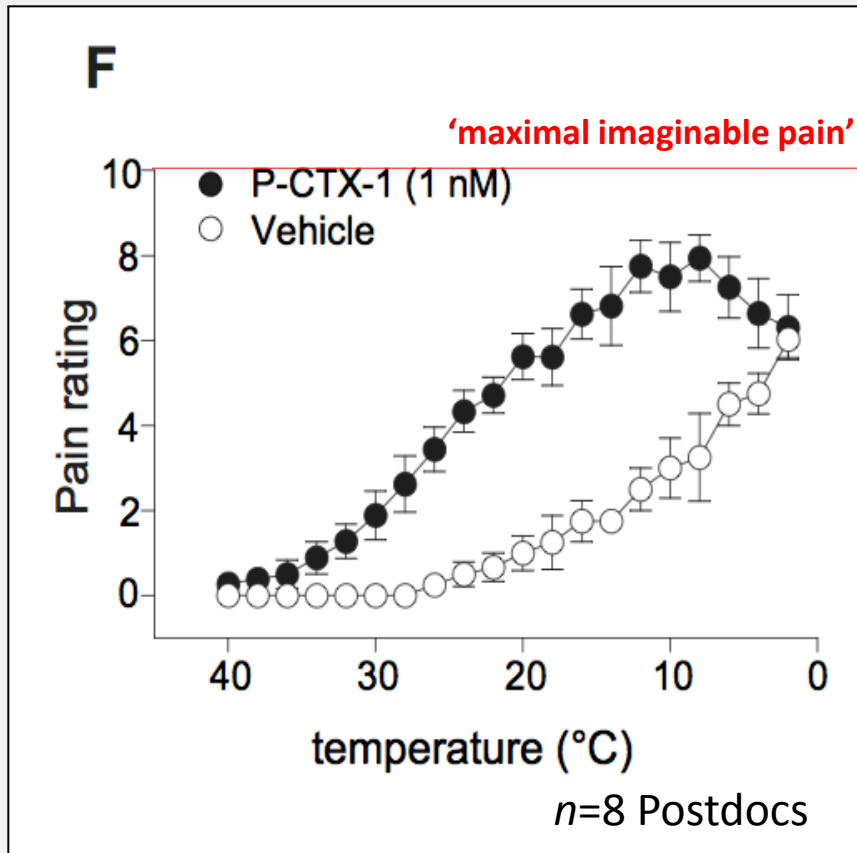 F
‘maximal imaginable pain’
10
P-CTX-1 (1 nM)
Vehicle
8
6
4
2
0
Pain rating
40 30 20 10 0
temperature (°C)
n=8 Postdocs